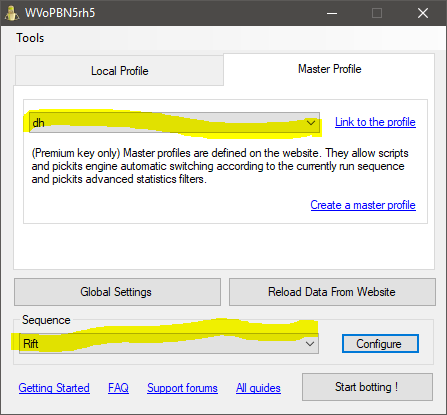 WVoPBN5rh5
Tools
Local Profile
Master Profile
dh
Link to the profile
(Premium key only) Master profiles are defined on the website. They allow scripts
and pickits engine automatic switching according to the currently run sequence
and pickits advanced statistics filters.
Create a master profile
Global Settings
Reload Data From Website
Sequence
Rift
Configure
Getting Started
FAQ
Support forums
All guides
Start botting !